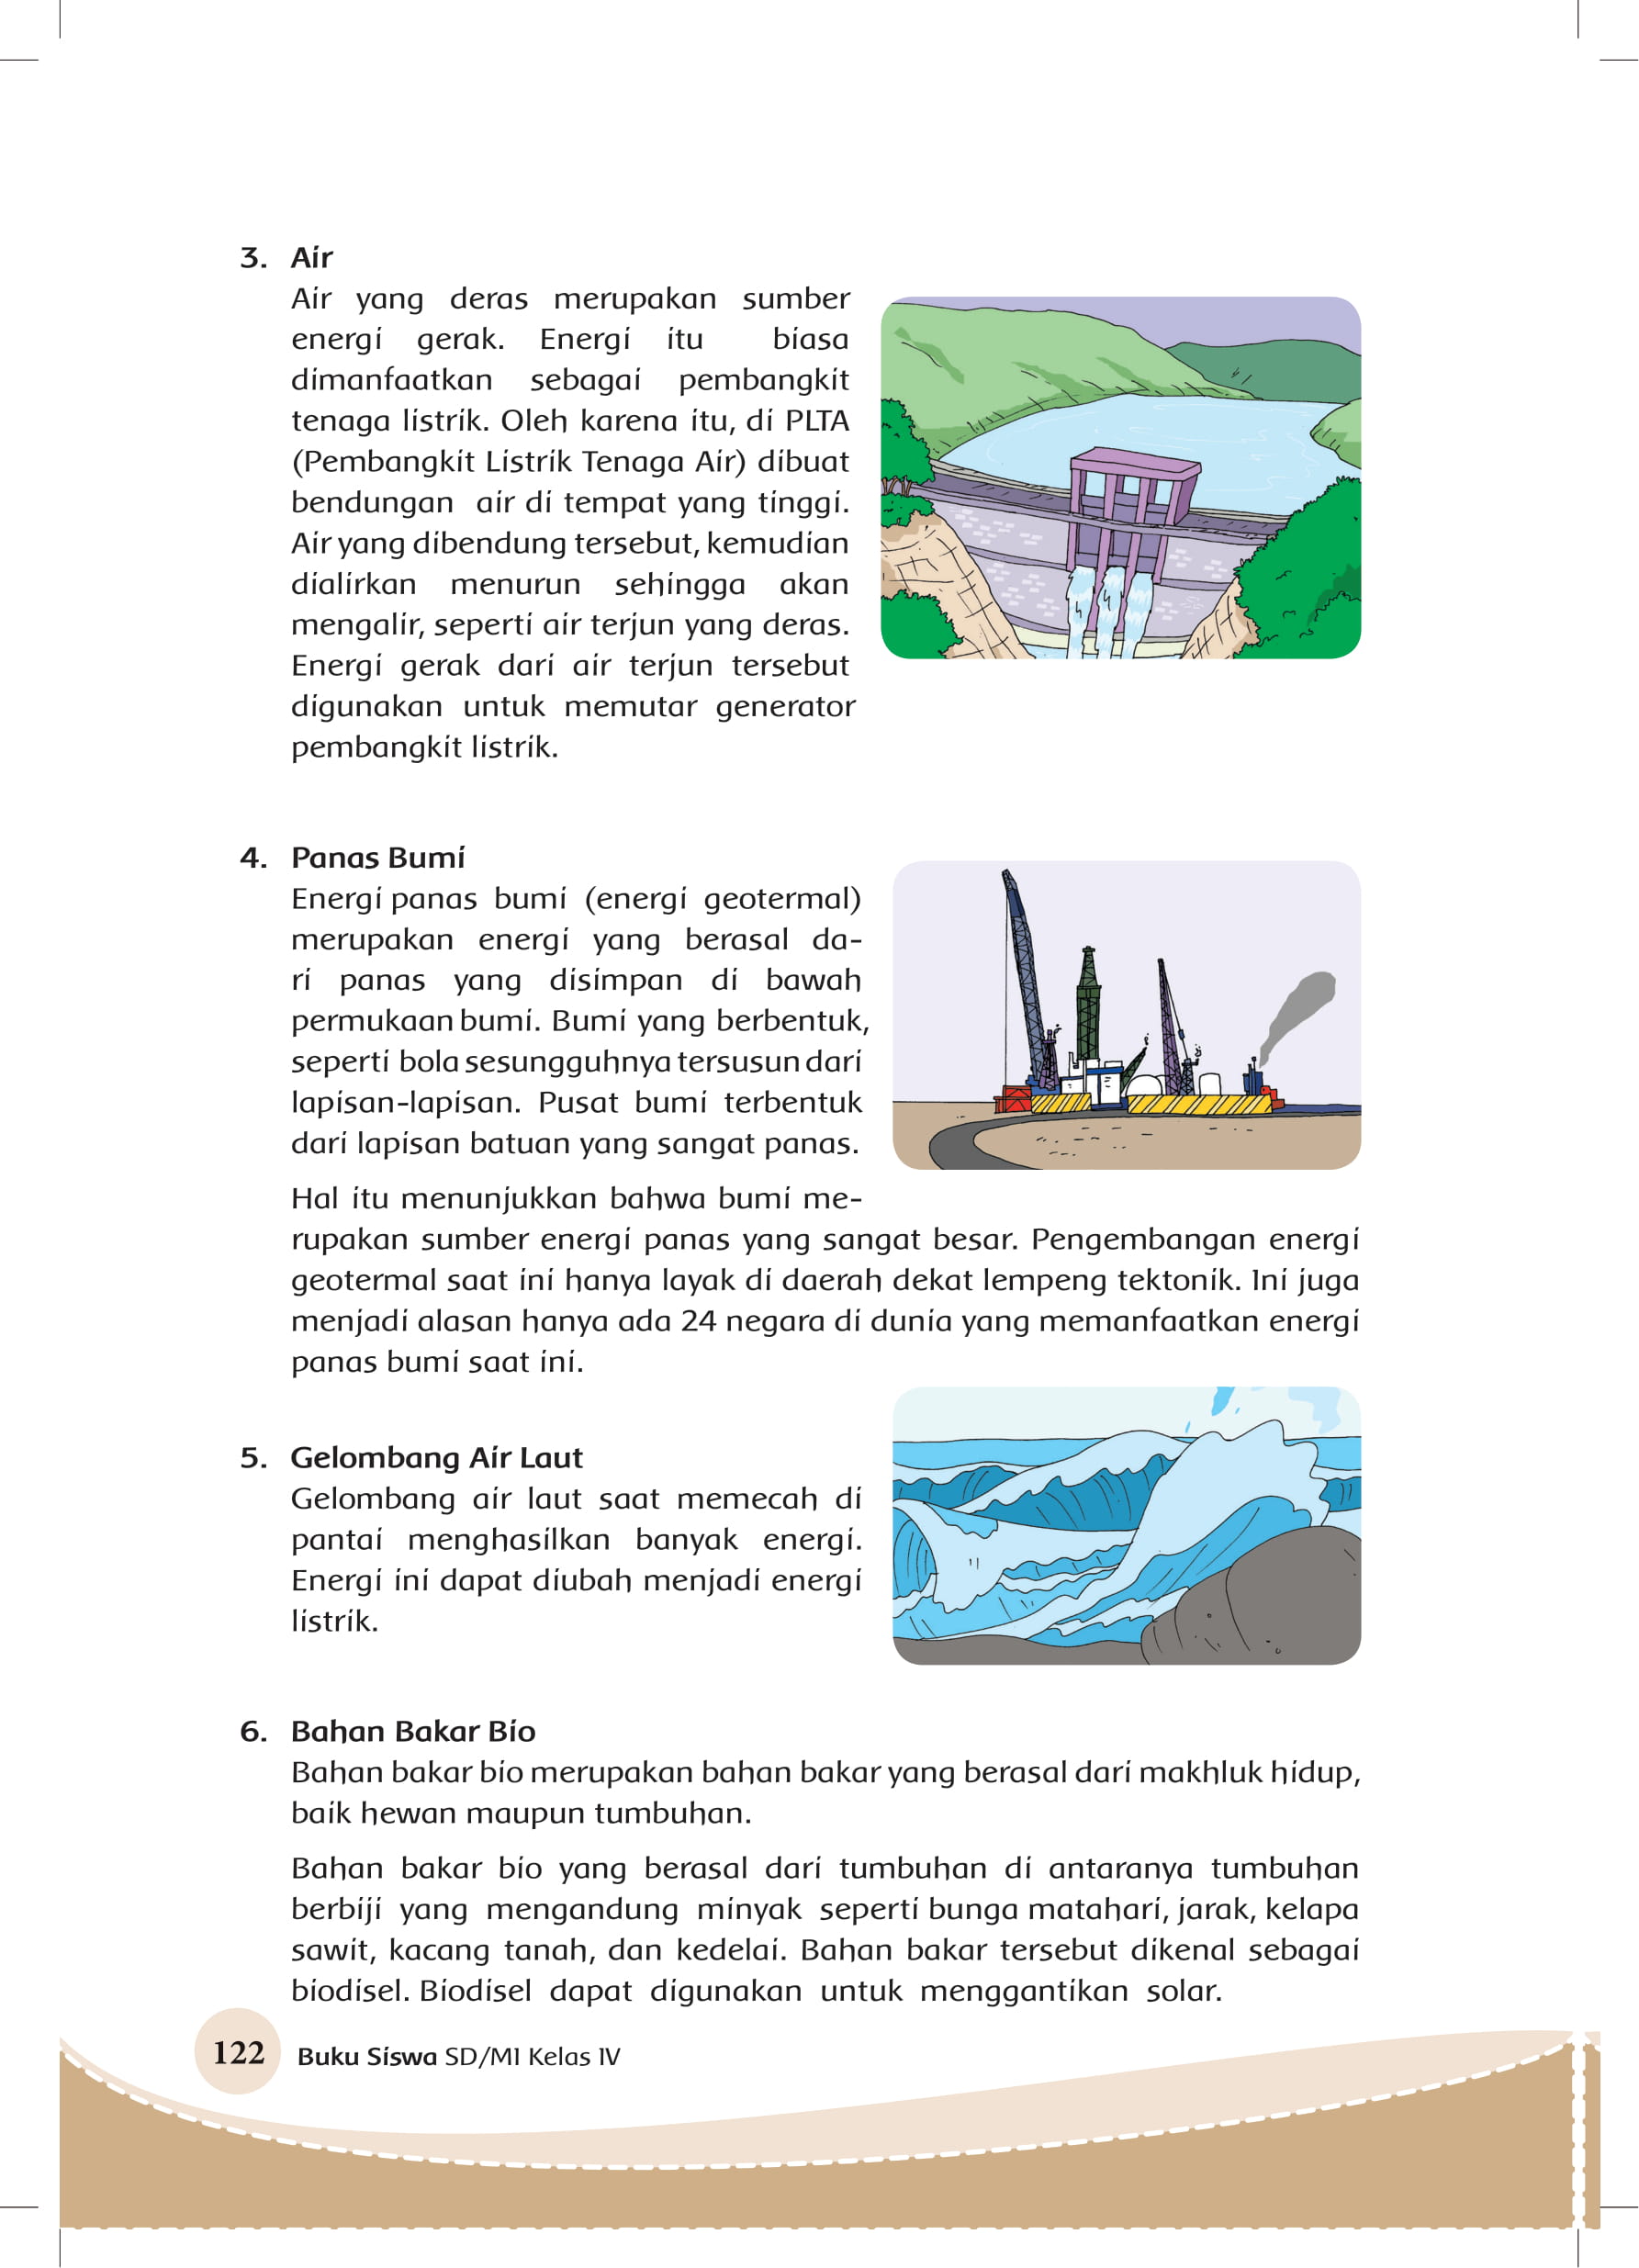 3. Air
Air yang deras merupakan sumber
energi gerak. Energi itu biasa
dimanfaatkan sebagai pembangkit
tenaga listrik. Oleh karena itu, di PLTA
(Pembangkit Listrik Tenaga Air) dibuat
bendungan air di tempat yang tinggi.
Air yang dibendung tersebut, kemudian
dialirkan menurun sehingga akan
mengalir, seperti air terjun yang deras.
Energi gerak dari air terjun tersebut
digunakan untuk memutar generator
pembangkit listrik.
4. Panas Bumi
Energi panas bumi (energi geotermal)
merupakan energi yang berasal da-
ri panas yang disimpan di bawah
permukaan bumi. Bumi yang berbentuk,
seperti bola sesungguhnya tersusun dari
lapisan-lapisan. Pusat bumi terbentuk
dari lapisan batuan yang sangat panas.
Hal itu menunjukkan bahwa bumi me-
rupakan sumber energi panas yang sangat besar. Pengembangan energi
geotermal saat ini hanya layak di daerah dekat lempeng tektonik. Ini juga
menjadi alasan hanya ada 24 negara di dunia yang memanfaatkan energi
panas bumi saat ini.
5. Gelombang Air Laut
Gelombang air laut saat memecah di
pantai menghasilkan banyak energi.
Energi ini dapat diubah menjadi energi
listrik.
6. Bahan Bakar Bio
Bahan bakar bio merupakan bahan bakar yang berasal dari makhluk hidup,
baik hewan maupun tumbuhan.
Bahan bakar bio yang berasal dari tumbuhan di antaranya tumbuhan
berbiji yang mengandung minyak seperti bunga matahari, jarak, kelapa
sawit, kacang tanah, dan kedelai. Bahan bakar tersebut dikenal sebagai
biodisel. Biodisel dapat digunakan untuk menggantikan solar.
122 Buku Siswa SD/MI Kelas IV